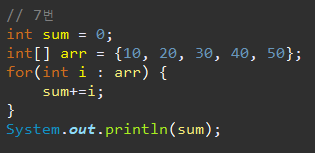 // 7번
int sum = 0;
int[] arr = {10, 20, 30, 40, 50};
for(int i : arr) {
    sum+=i;
}
System.out.println(sum);